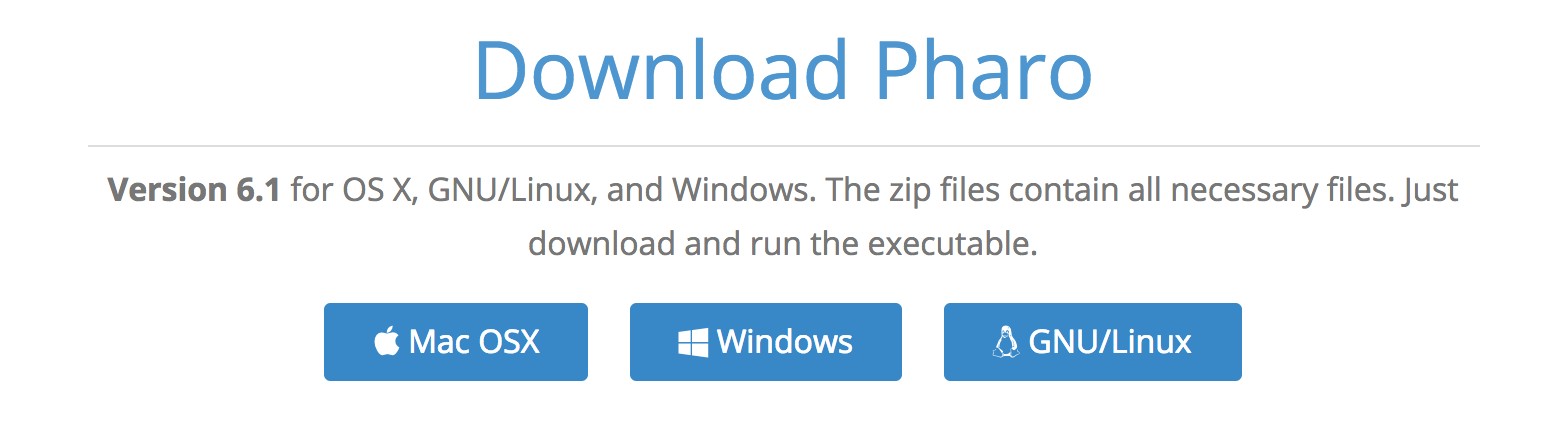 Download Pharo
Version 6.1 for OS X, GNU/Linux, and Windows. The zip files contain all necessary files. Just
download and run the executable.
Mac OSX
Windows
GNU/Linux